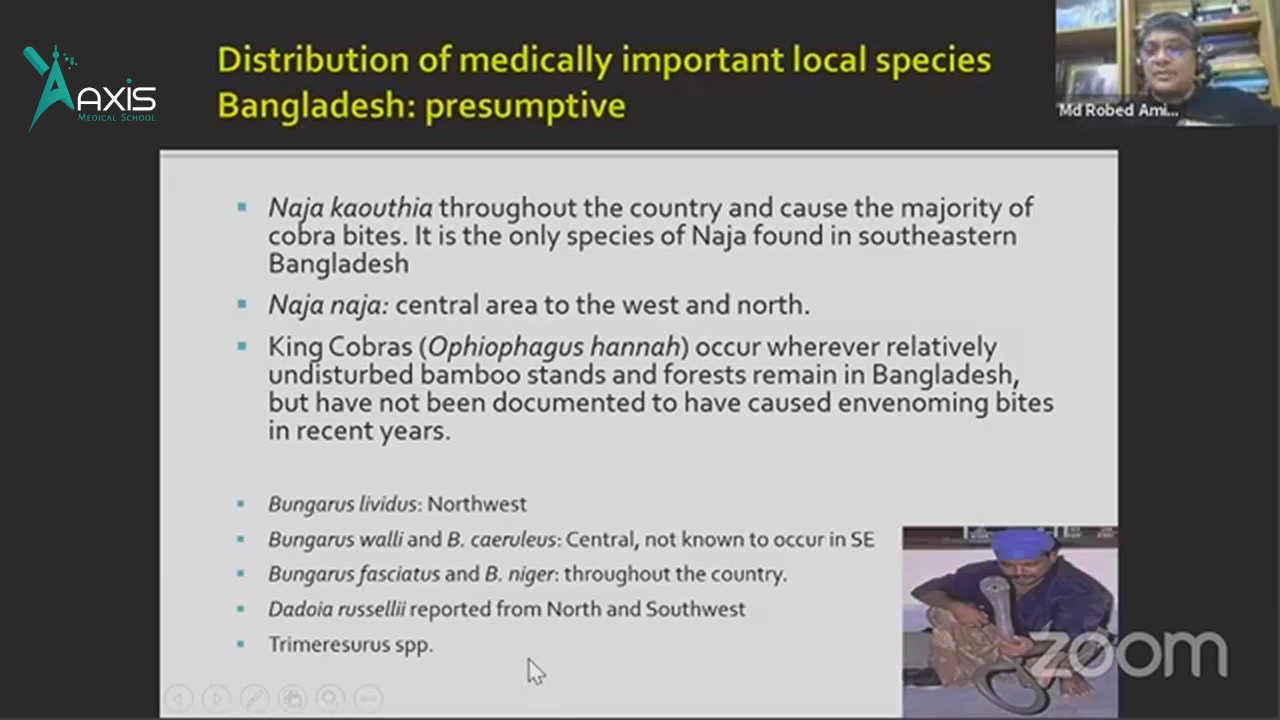 AXIS
MEDICAL SCHOOL
Distribution of medically important local species
Bangladesh: presumptive
Md Robed Ami...
Naja kaouthia throughout the country and cause the majority of
cobra bites. It is the only species of Naja found in southeastern
Bangladesh
Naja naja: central area to the west and north.
King Cobras (Ophiophagus hannah) occur wherever relatively
undisturbed bamboo stands and forests remain in Bangladesh,
but have not been documented to have caused envenoming bites
in recent years.
Bungarus lividus: Northwest
Bungarus walli and B. caeruleus: Central, not known to occur in SE
Bungarus fasciatus and B. niger: throughout the country.
Dadoia russellii reported from North and Southwest
Trimeresurus spp.
zoom